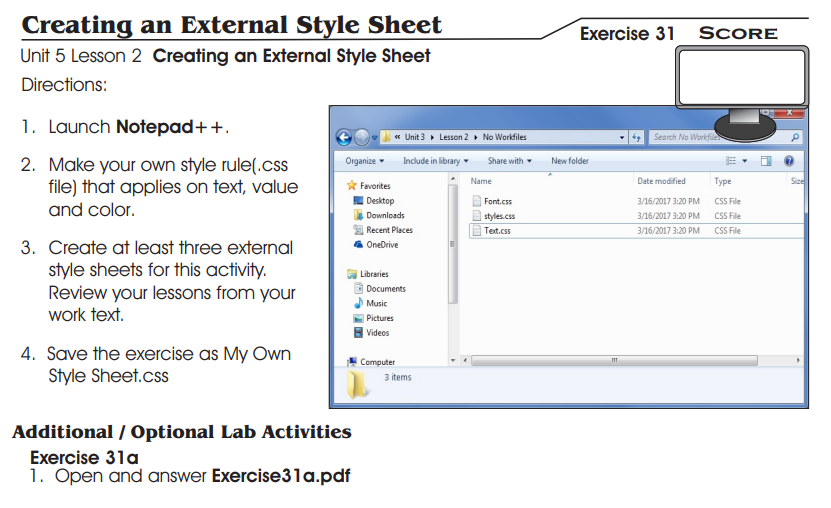 Creating an External Style Sheet
Exercise 31 SCORE
Unit 5 Lesson 2 Creating an External Style Sheet
Directions:
1. Launch Notepad++.
2. Make your own style rule(.css
file) that applies on text, value
and color.
3. Create at least three external
style sheets for this activity.
Review your lessons from your
work text.
4. Save the exercise as My Own
Style Sheet.css
« Unit 3 ▸ Lesson 2 ▸ No Workfiles
Search No Workfiles
Organize Include in library Share with New folder
Name Date modified Type Size
Favorites
Desktop
Downloads
Recent Places
OneDrive
Libraries
Documents
Music
Pictures
Videos
Computer
Font.css 3/16/2017 3:20 PM CSS File
styles.css 3/16/2017 3:20 PM CSS File
Text.css 3/16/2017 3:20 PM CSS File
3 items
Additional / Optional Lab Activities
Exercise 31a
1. Open and answer Exercise31a.pdf